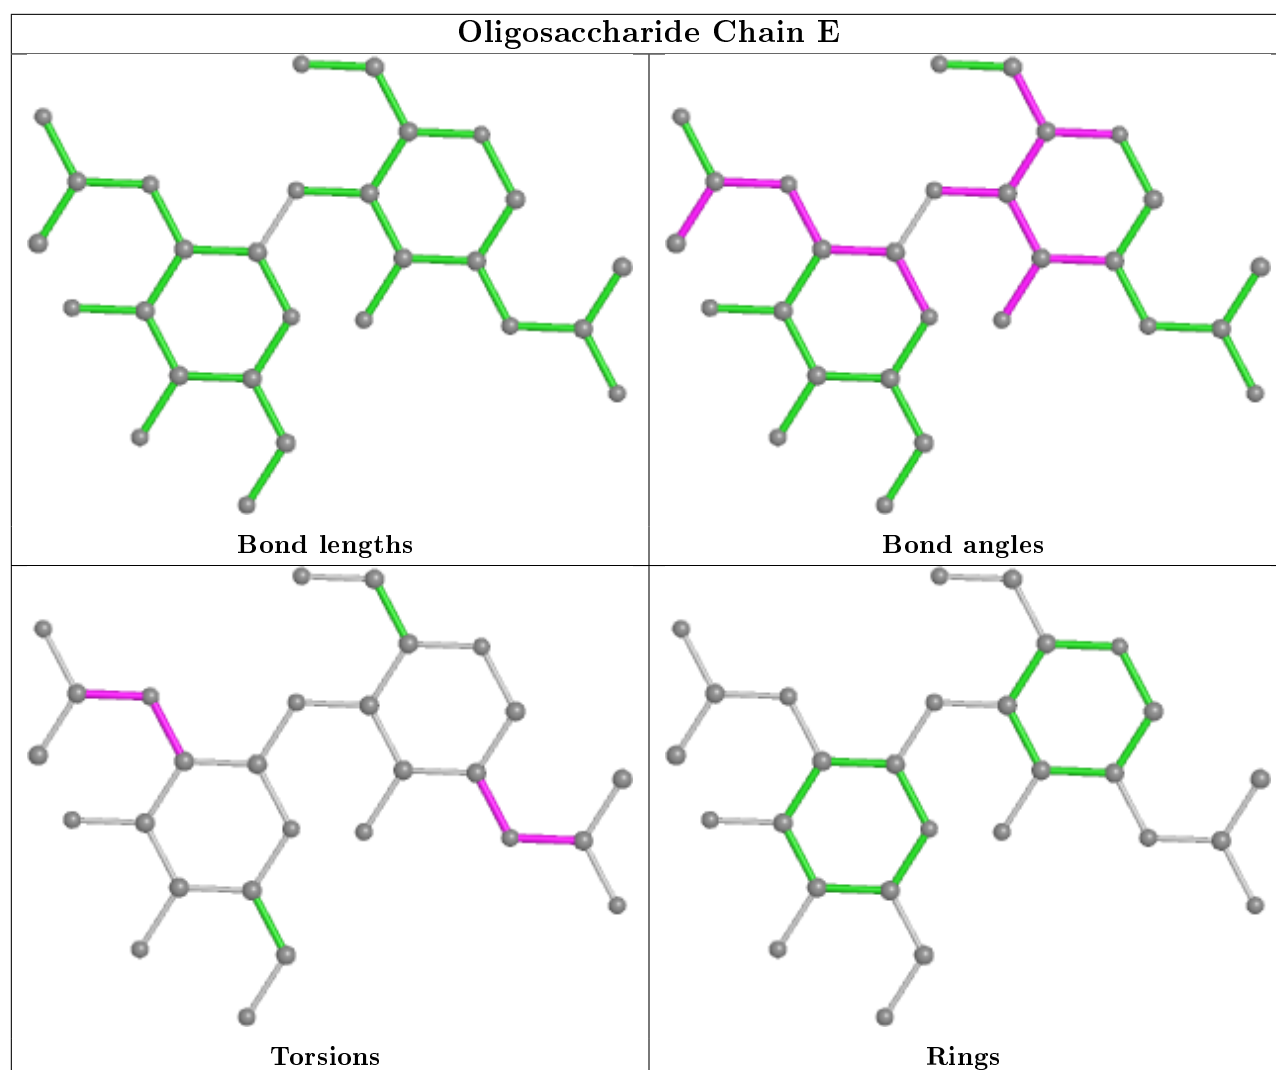 Oligosaccharide Chain E
Bond lengths
Bond angles
Torsions
Rings